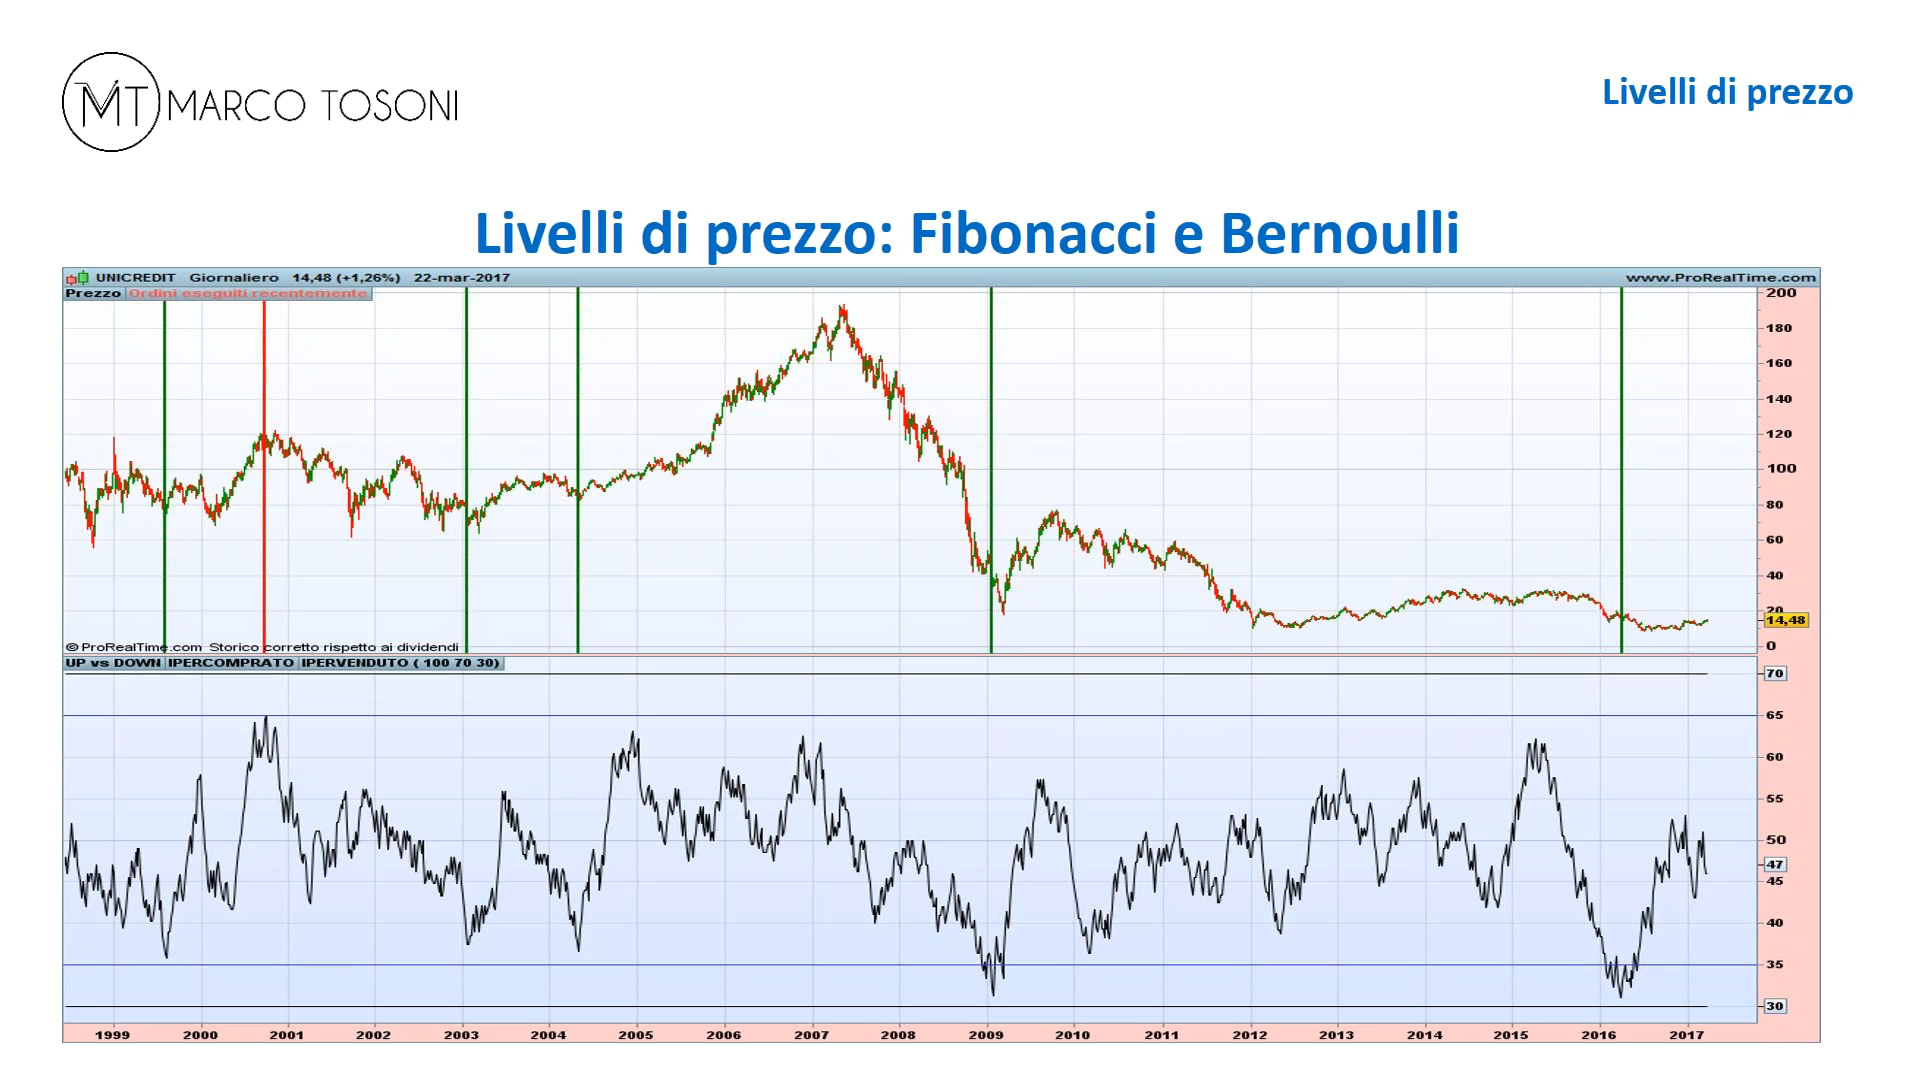 MT MARCO TOSONI
Livelli di prezzo
Livelli di prezzo: Fibonacci e Bernoulli
UNICREDIT Giornaliero 14,48 (+1,26%) 22-mar-2017 www.ProRealTime.com
Prezzo Ordini eseguiti recentemente
200
180
160
140
120
100
80
60
40
20
14,48
0
© ProRealTime.com Storico corretto rispetto ai dividendi
UP vs DOWN IPERCOMPRATO IPERVENDUTO ( 100 70 30)
70
65
60
55
50
47
45
40
35
30
1999 2000 2001 2002 2003 2004 2005 2006 2007 2008 2009 2010 2011 2012 2013 2014 2015 2016 2017